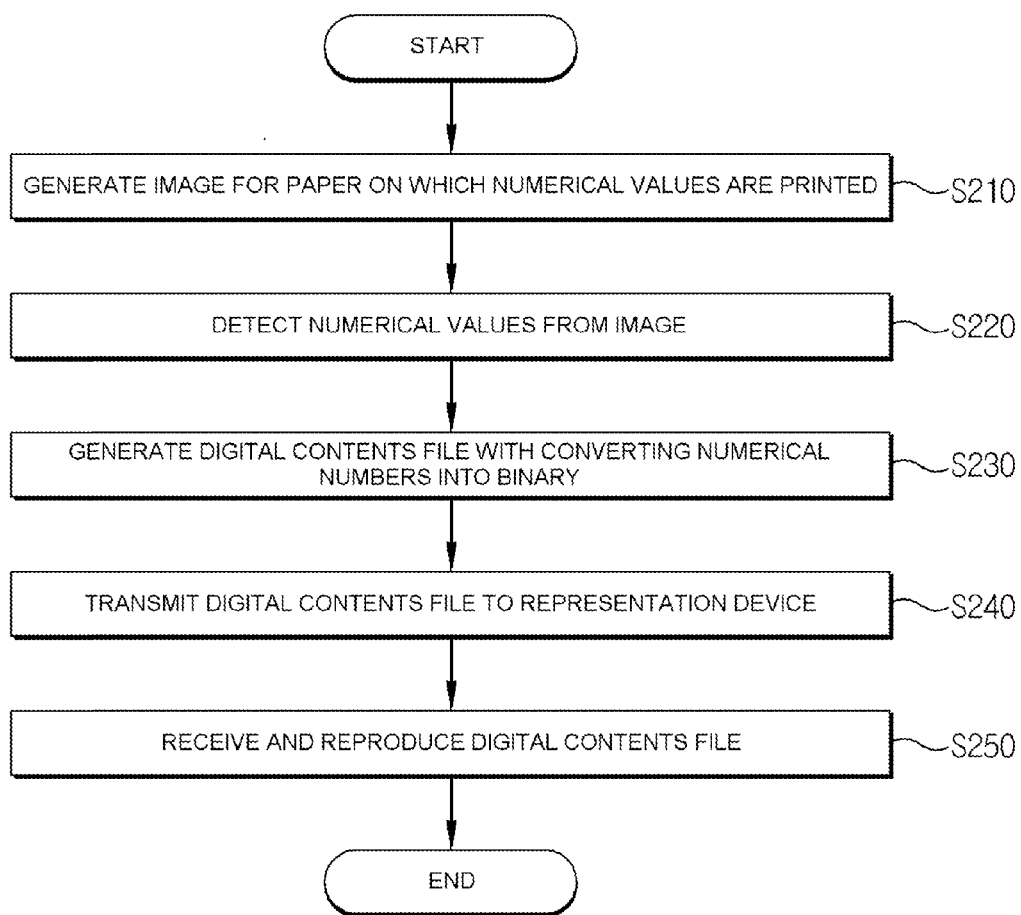 START
GENERATE IMAGE FOR PAPER ON WHICH NUMERICAL VALUES ARE PRINTED
S210
DETECT NUMERICAL VALUES FROM IMAGE
S220
GENERATE DIGITAL CONTENTS FILE WITH CONVERTING NUMERICAL
NUMBERS INTO BINARY
S230
TRANSMIT DIGITAL CONTENTS FILE TO REPRESENTATION DEVICE
S240
RECEIVE AND REPRODUCE DIGITAL CONTENTS FILE
S250
END